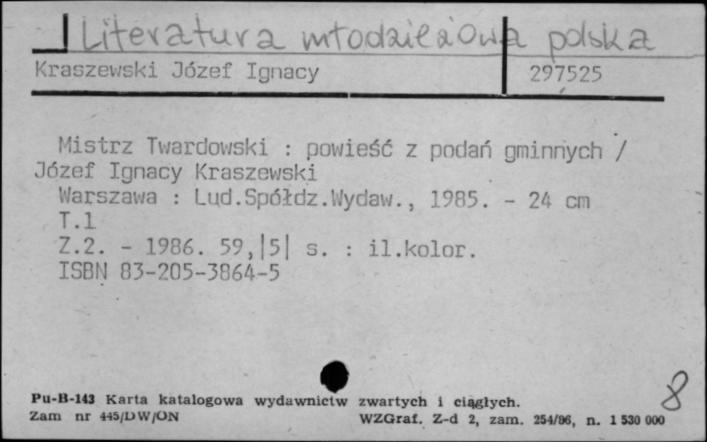 Literatura młodzieżowa polska
Kraszewski Józef Ignacy 297525
Mistrz Twardowski : powieść z podań gminnych /
Józef Ignacy Kraszewski
Warszawa : Lud.Spółdz.Wydaw., 1985. - 24 cm
T.1
Z.2. - 1986. 59,|5| s. : il.kolor.
ISBN 83-205-3864-5
8
Pu-B-143 Karta katalogowa wydawnictw zwartych i ciągłych.
Zam nr 445/DW/ON WZGraf. Z-d 2, zam. 254/86, n. 1 530 000